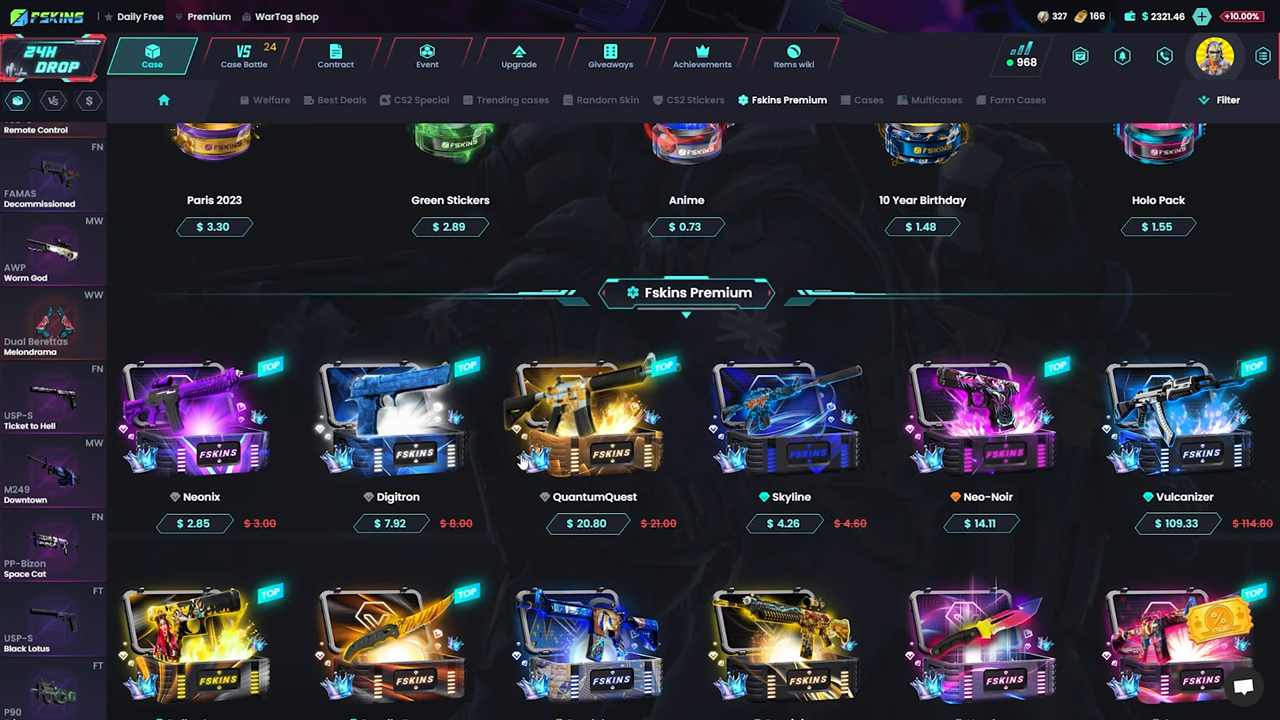 FSKINS
Daily Free
Premium
WarTag shop
327
166
$ 2321.46
+10.00%
24H
DROP
Case
VS
24
Case Battle
Contract
Event
Upgrade
Giveaways
Achievements
Items wiki
968
VS
$
Welfare
Best Deals
CS2 Special
Trending cases
Random Skin
CS2 Stickers
Fskins Premium
Cases
Multicases
Farm Cases
Filter
Remote Control
FN
FAMAS
Decommissioned
MW
AWP
Worm God
WW
Dual Berettas
Melondrama
FN
USP-S
Ticket to Hell
MW
M249
Downtown
FN
PP-Bizon
Space Cat
FT
USP-S
Black Lotus
FT
P90
FSKINS
FSKINS
FSKINS
FSKINS
FSKINS
Paris 2023
Green Stickers
Anime
10 Year Birthday
Holo Pack
$ 3.30
$ 2.89
$ 0.73
$ 1.48
$ 1.55
Fskins Premium
TOP
TOP
TOP
TOP
TOP
FSKINS
FSKINS
FSKINS
FSKINS
FSKINS
FSKINS
Neonix
Digitron
QuantumQuest
Skyline
Neo-Noir
Vulcanizer
$ 2.85
$ 3.00
$ 7.92
$ 8.00
$ 20.80
$ 21.00
$ 4.26
$ 4.60
$ 14.11
$ 109.33
$ 114.80
TOP
TOP
TOP
FSKINS
FSKINS
FSKINS
FSKINS
FSKINS
FSKINS